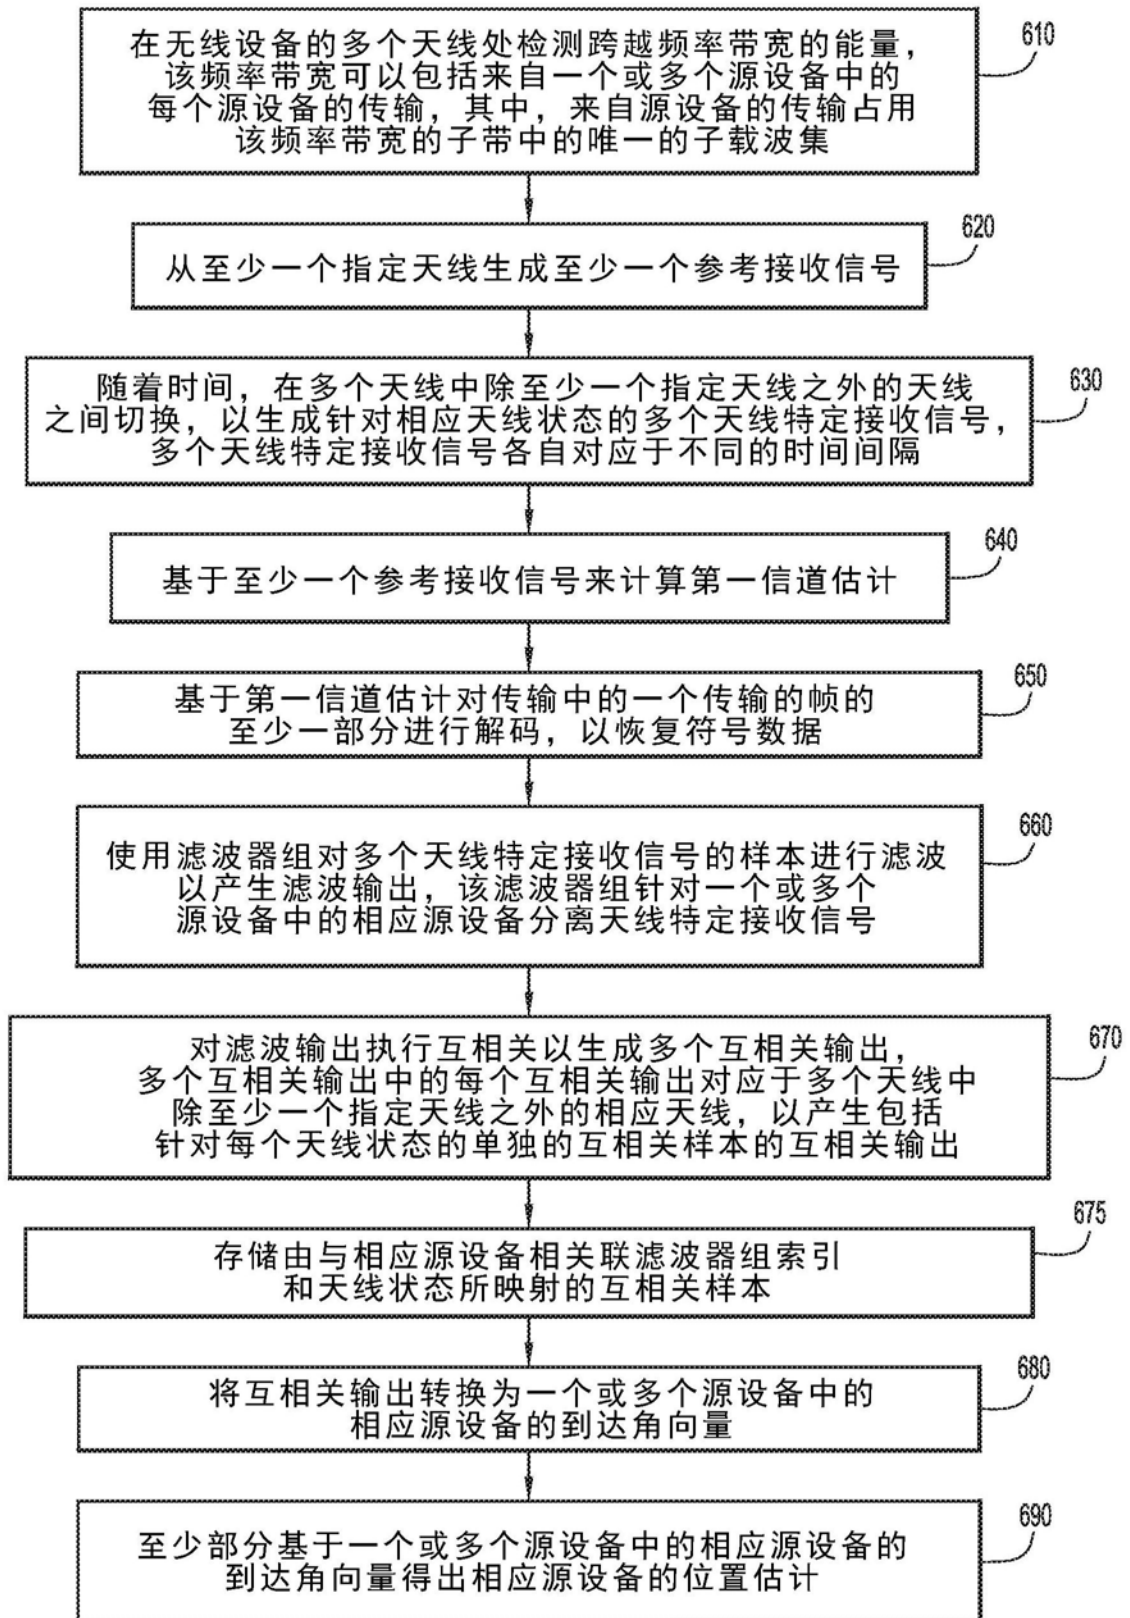 在无线设备的多个天线处检测跨越频率带宽的能量，
该频率带宽可以包括来自一个或多个源设备中的
每个源设备的传输，其中，来自源设备的传输占用
该频率带宽的子带中的唯一的子载波集
610
从至少一个指定天线生成至少一个参考接收信号
620
随着时间，在多个天线中除至少一个指定天线之外的天线
之间切换，以生成针对相应天线状态的多个天线特定接收信号，
多个天线特定接收信号各自对应于不同的时间间隔
630
基于至少一个参考接收信号来计算第一信道估计
640
基于第一信道估计对传输中的一个传输的帧的
至少一部分进行解码，以恢复符号数据
650
使用滤波器组对多个天线特定接收信号的样本进行滤波
以产生滤波输出，该滤波器组针对一个或多个
源设备中的相应源设备分离天线特定接收信号
660
对滤波输出执行互相关以生成多个互相关输出，
多个互相关输出中的每个互相关输出对应于多个天线中
除至少一个指定天线之外的相应天线，以产生包括
针对每个天线状态的单独的互相关样本的互相关输出
670
存储由与相应源设备相关联滤波器组索引
和天线状态所映射的互相关样本
675
将互相关输出转换为一个或多个源设备中的
相应源设备的到达角向量
680
至少部分基于一个或多个源设备中的相应源设备的
到达角向量得出相应源设备的位置估计
690